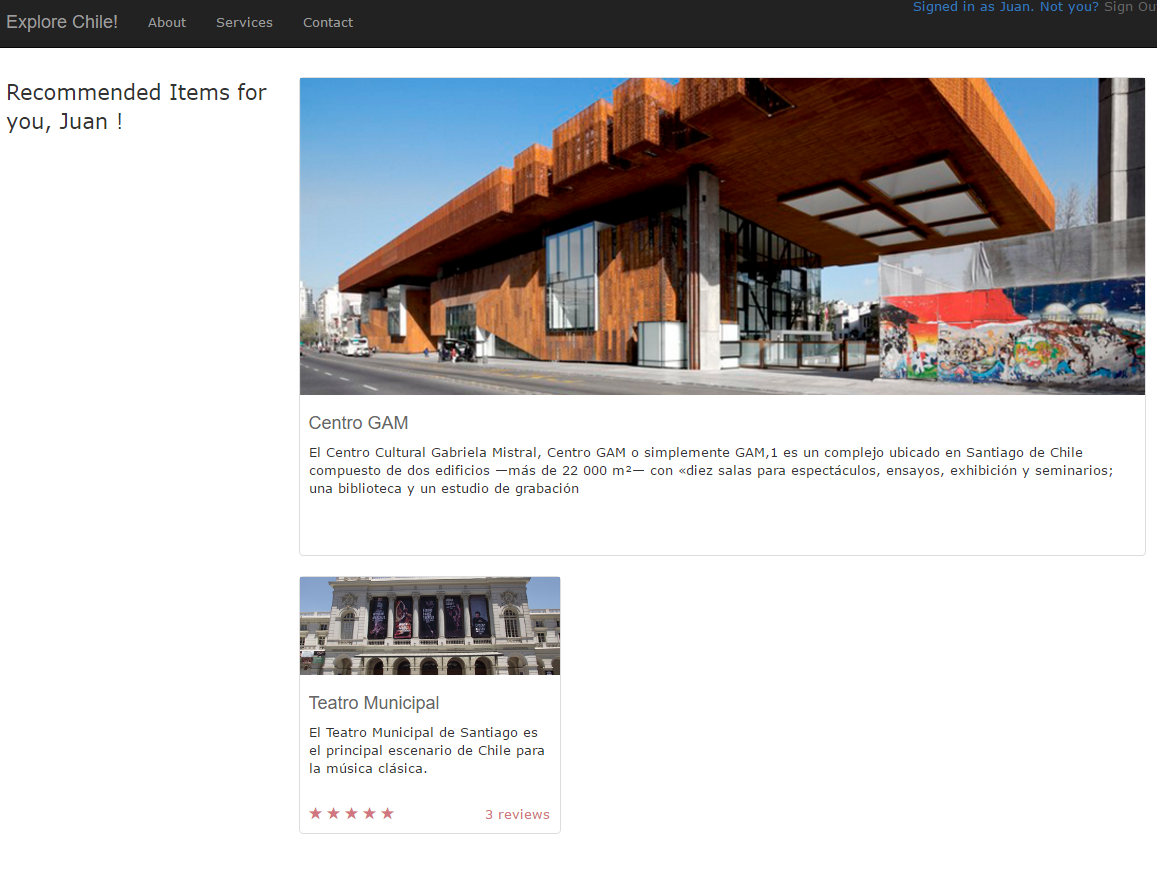 Explore Chile!
About
Services
Contact
Signed in as Juan. Not you? Sign Ou
Recommended Items for
you, Juan !
Centro GAM
El Centro Cultural Gabriela Mistral, Centro GAM o simplemente GAM,1 es un complejo ubicado en Santiago de Chile
compuesto de dos edificios —más de 22 000 m²— con «diez salas para espectáculos, ensayos, exhibición y seminarios;
una biblioteca y un estudio de grabación
Teatro Municipal
El Teatro Municipal de Santiago es
el principal escenario de Chile para
la música clásica.
★ ★ ★ ★ ★ 3 reviews